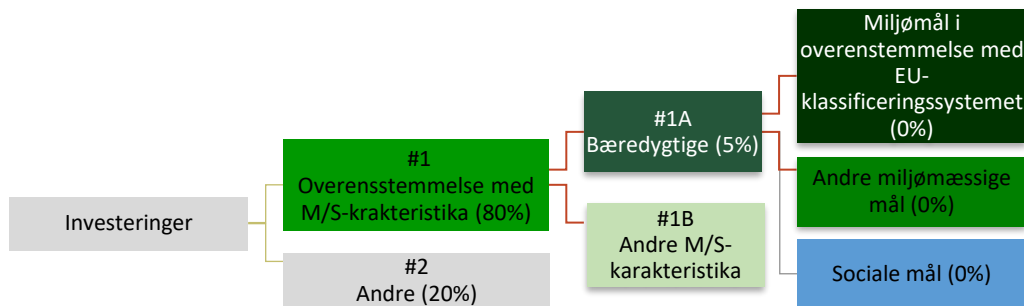 Investeringer
#1
Overensstemmelse med
M/S-krakteristika (80%)
#2
Andre (20%)
#1A
Bæredygtige (5%)
#1B
Andre M/S-
karakteristika
Miljømål i
overenstemmelse med
EU-
klassificeringssystemet
(0%)
Andre miljømæssige
mål (0%)
Sociale mål (0%)